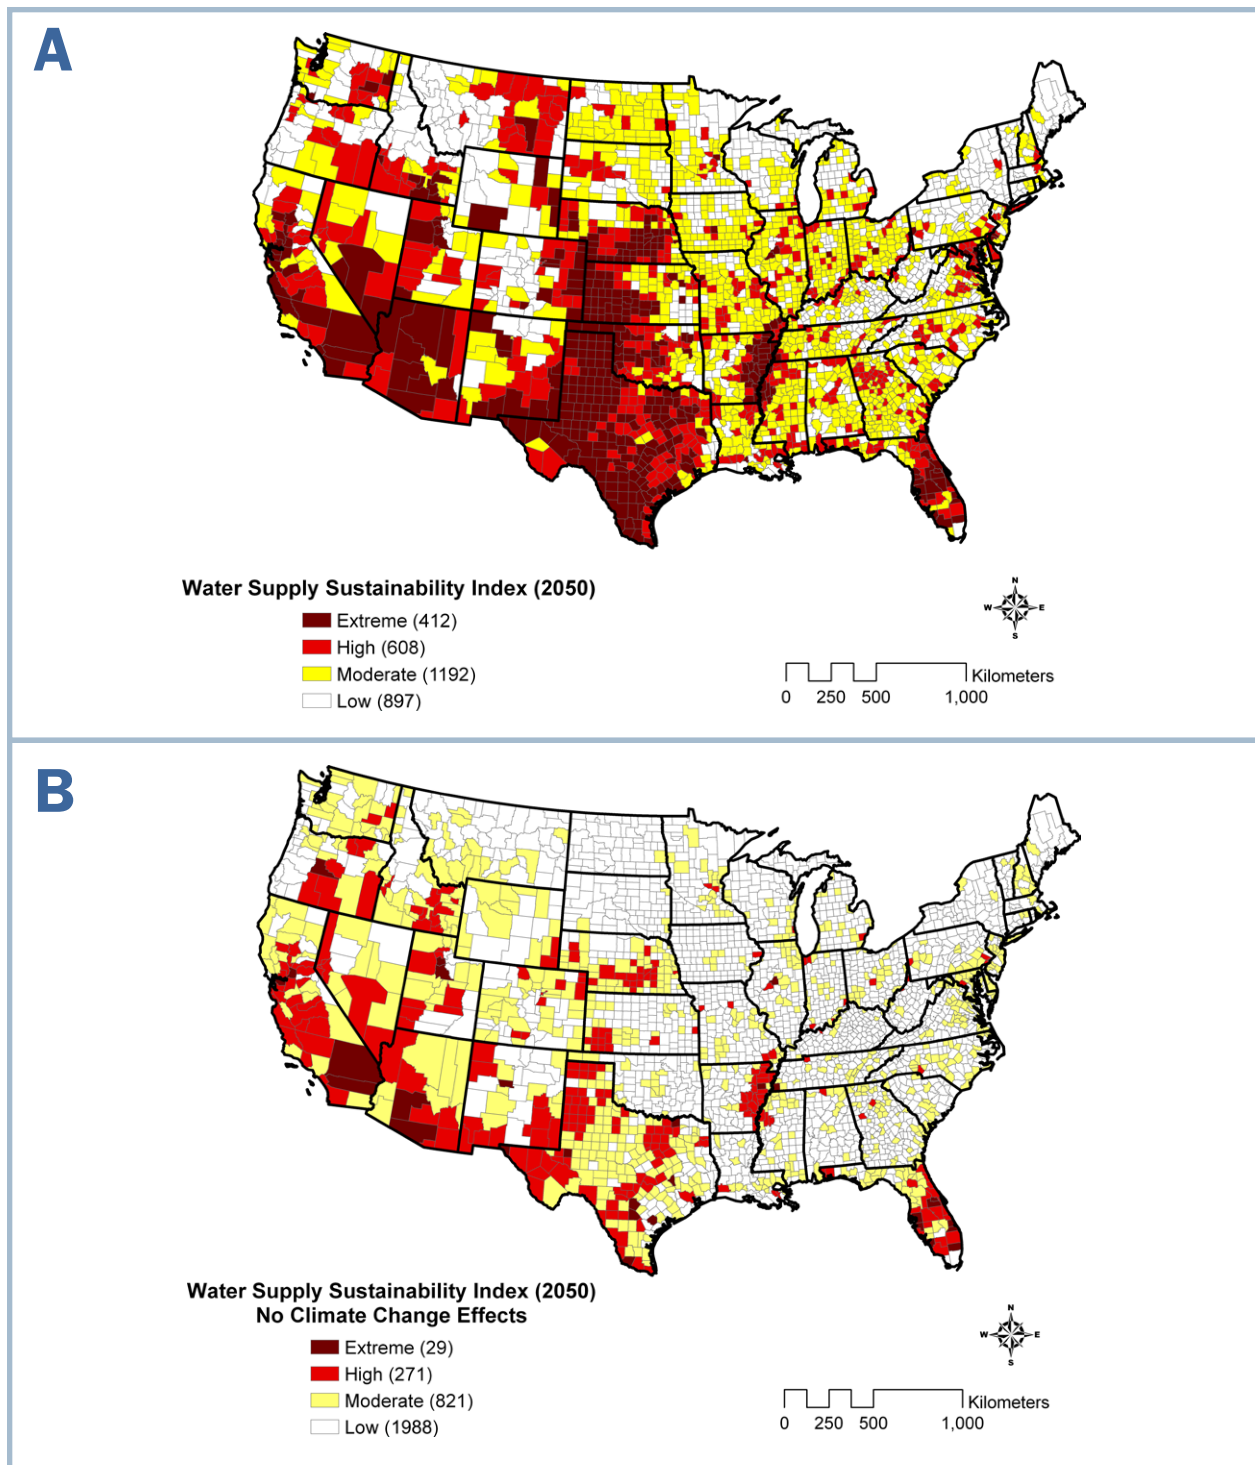 A
Water Supply Sustainability Index (2050)
Extreme (412)
High (608)
Moderate (1192)
Low (897)
N
W E
S
Kilometers
0 250 500 1,000
B
Water Supply Sustainability Index (2050)
No Climate Change Effects
Extreme (29)
High (271)
Moderate (821)
Low (1988)
N
W E
S
Kilometers
0 250 500 1,000